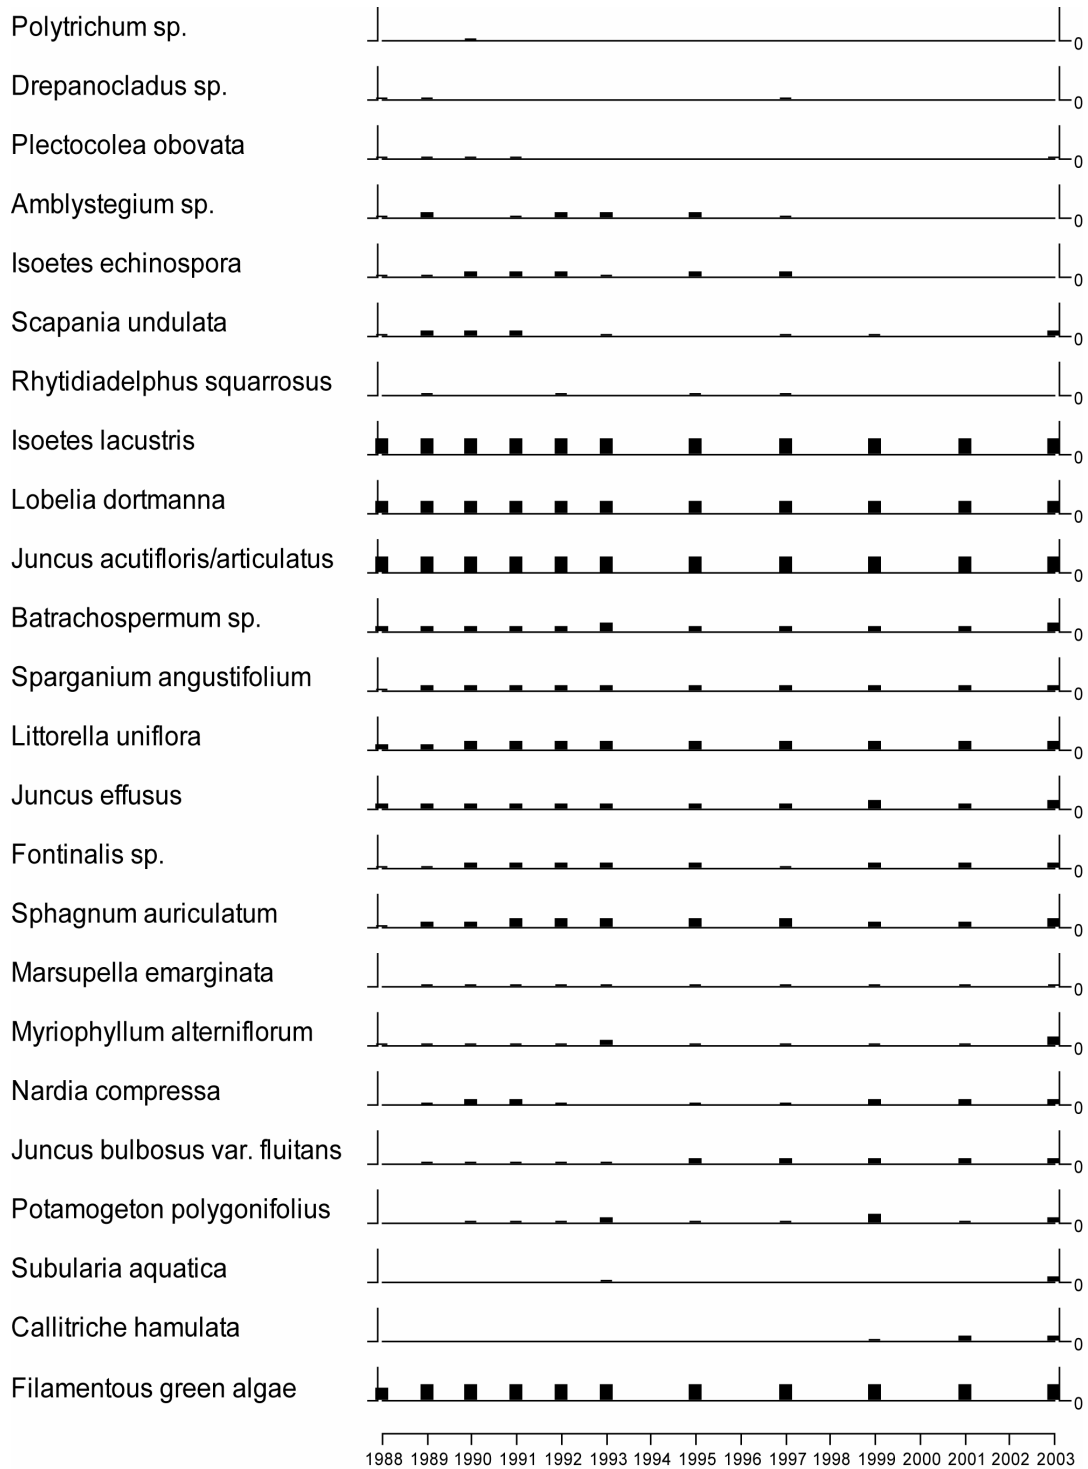 Polytrichum sp. 0
Drepanocladus sp. 0
Plectocolea obovata 0
Amblystegium sp. 0
Isoetes echinospora 0
Scapania undulata 0
Rhytidiadelphus squarrosus 0
Isoetes lacustris 0
Lobelia dortmanna 0
Juncus acutifloris/articulatus 0
Batrachospermum sp. 0
Sparganium angustifolium 0
Littorella uniflora 0
Juncus effusus 0
Fontinalis sp. 0
Sphagnum auriculatum 0
Marsupella emarginata 0
Myriophyllum alterniflorum 0
Nardia compressa 0
Juncus bulbosus var. fluitans 0
Potamogeton polygonifolius 0
Subularia aquatica 0
Callitriche hamulata 0
Filamentous green algae 0
1988 1989 1990 1991 1992 1993 1994 1995 1996 1997 1998 1999 2000 2001 2002 2003